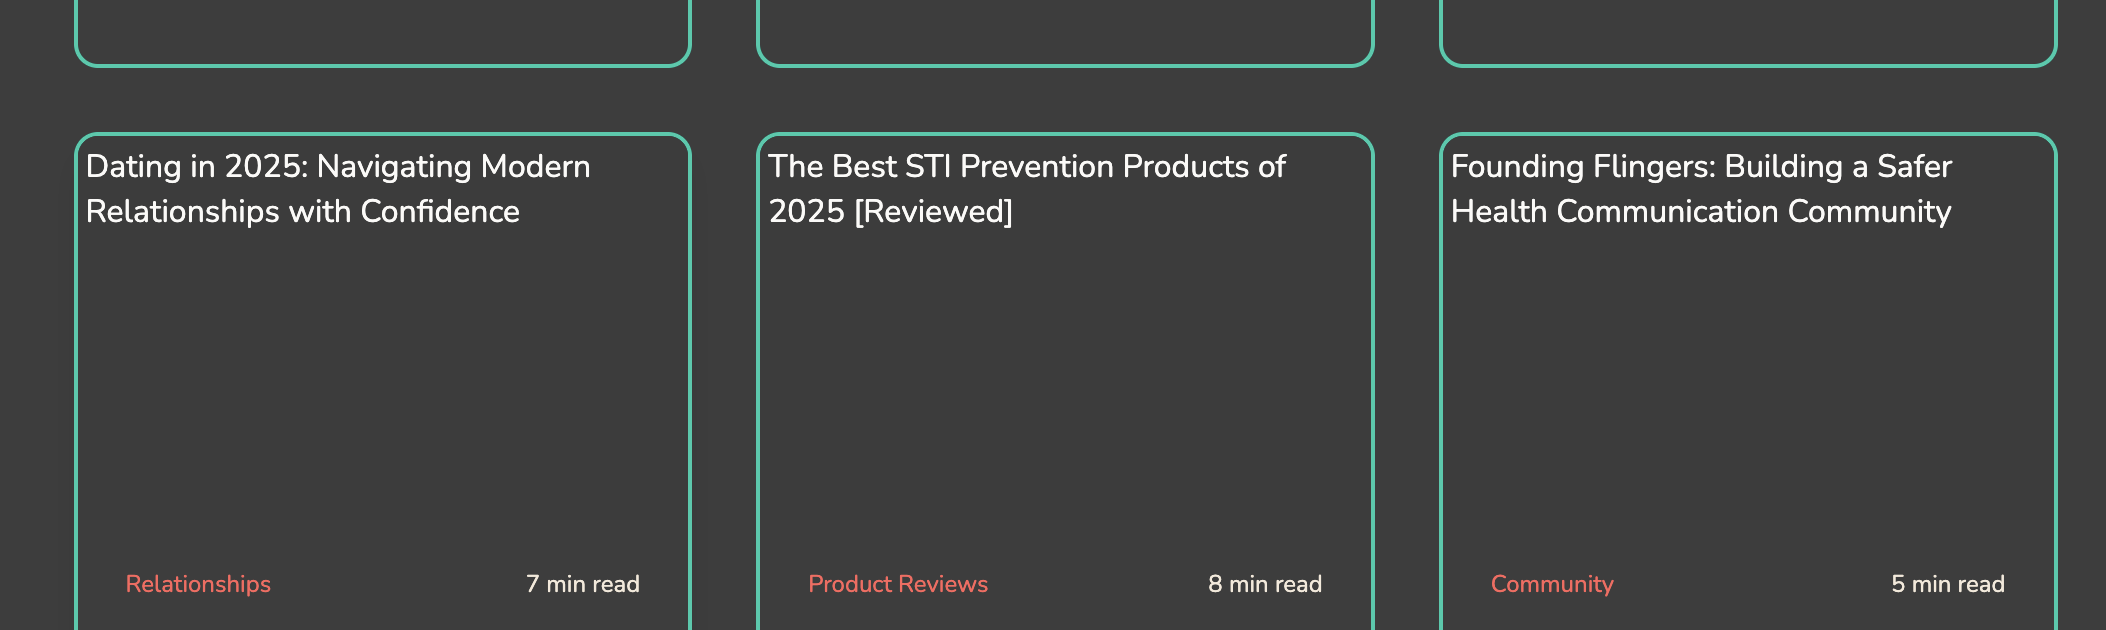 Dating in 2025: Navigating Modern
Relationships with Confidence
Relationships
7 min read
The Best STI Prevention Products of
2025 [Reviewed]
Product Reviews
8 min read
Founding Flingers: Building a Safer
Health Communication Community
Community
5 min read